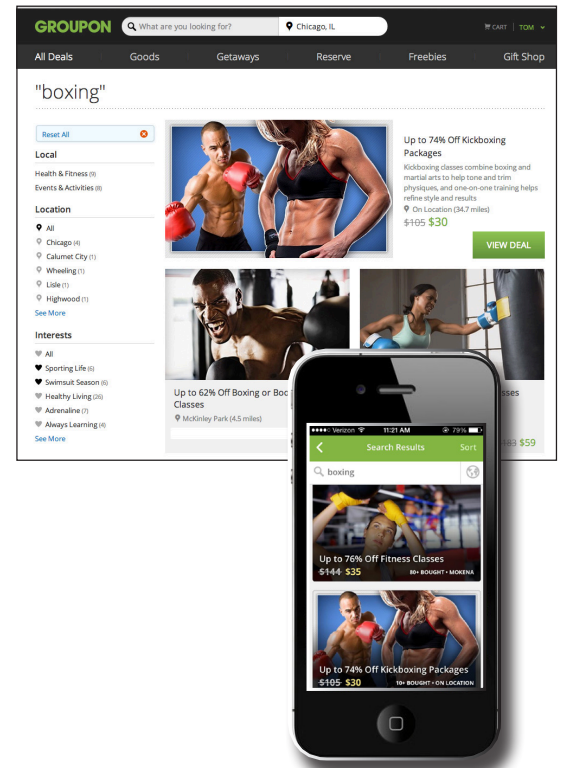 GROUPON
What are you looking for?
Chicago, IL
CART | TOM
All Deals
Goods
Getaways
Reserve
Freebies
Gift Shop
"boxing"
Reset All
Local
Health & Fitness (9)
Events & Activities (8)
Location
All
Chicago (4)
Calumet City (1)
Wheeling (1)
Lisle (1)
Highwood (1)
See More
Interests
All
Sporting Life (6)
Swimsuit Season (6)
Healthy Living (26)
Adrenaline (7)
Always Learning (4)
See More
Up to 74% Off Kickboxing
Packages
Kickboxing classes combine boxing and
martial arts to help tone and trim
physiques, and one-on-one training helps
refine style and results
On Location (34.7 miles)
$105 $30
VIEW DEAL
Up to 62% Off Boxing or Boo
Classes
McKinley Park (4.5 miles)
sses
$59
Verizon
11:21 AM
79%
Search Results
Sort
boxing
Up to 76% Off Fitness Classes
$144 $35
80+ BOUGHT • MOKENA
Up to 74% Off Kickboxing Packages
$105 $30
10+ BOUGHT • ON LOCATION